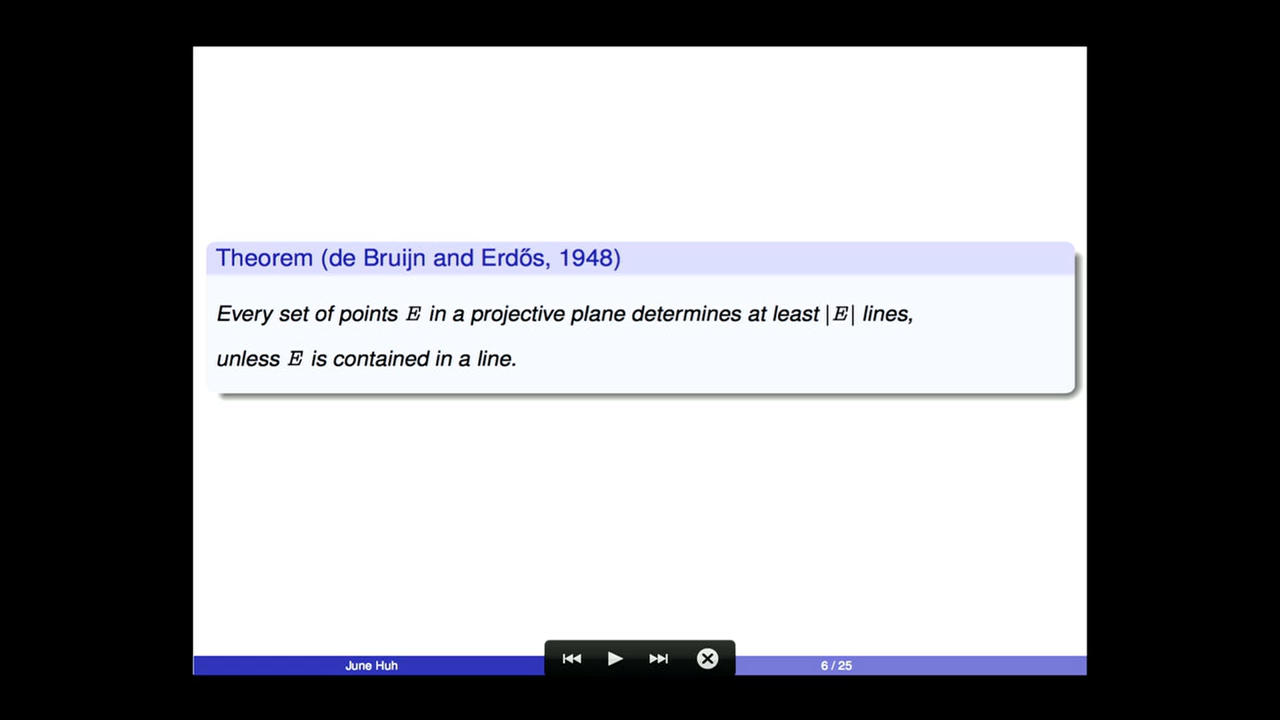 Theorem (de Bruijn and Erdős, 1948)
Every set of points E in a projective plane determines at least |E| lines,
unless E is contained in a line.
June Huh
6 / 25